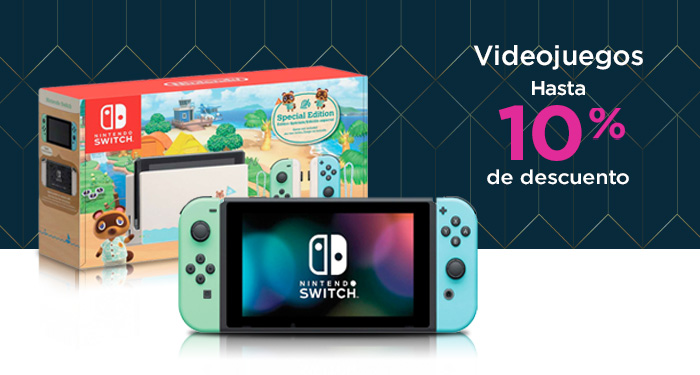 Videojuegos
Hasta
10%
de descuento
NINTENDO
SWITCH
Special Edition
NINTENDO
SWITCH